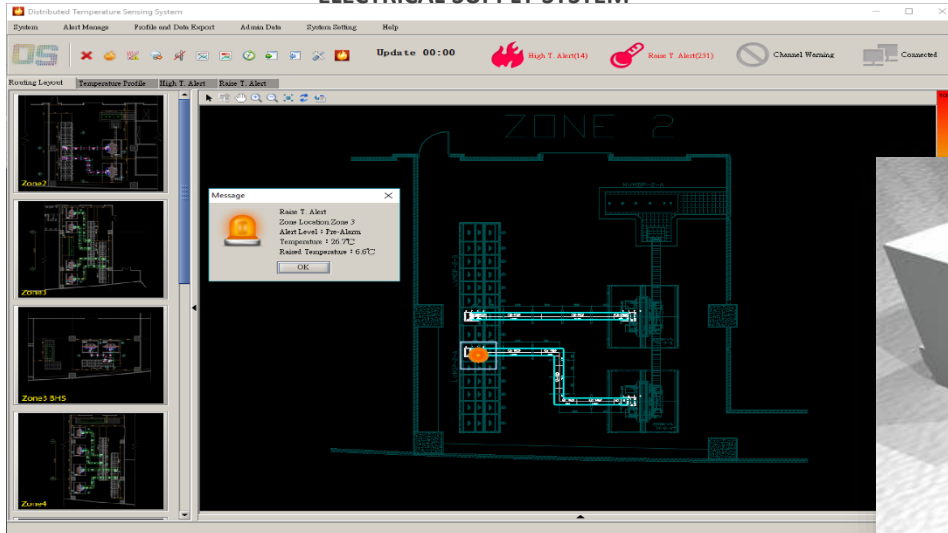 ELECTRICAL SUPPLY SYSTEM
Distributed Temperature Sensing System
System Alert Manage Profile and Data Export Admin Data System Setting Help
Update 00:00
High T. Alert(14)
Raise T. Alert(231)
Channel Warning
Connected
Routing Layout Temperature Profile High T. Alert Raise T. Alert
ZONE 2
Zone2
Message
Raise T. Alert
Zone Location:Zone 3
Alert Level : Pre-Alarm
Temperature : 26.7℃
Raised Temperature : 6.6℃
OK
Zone3
Zone3 BHS
Zone4